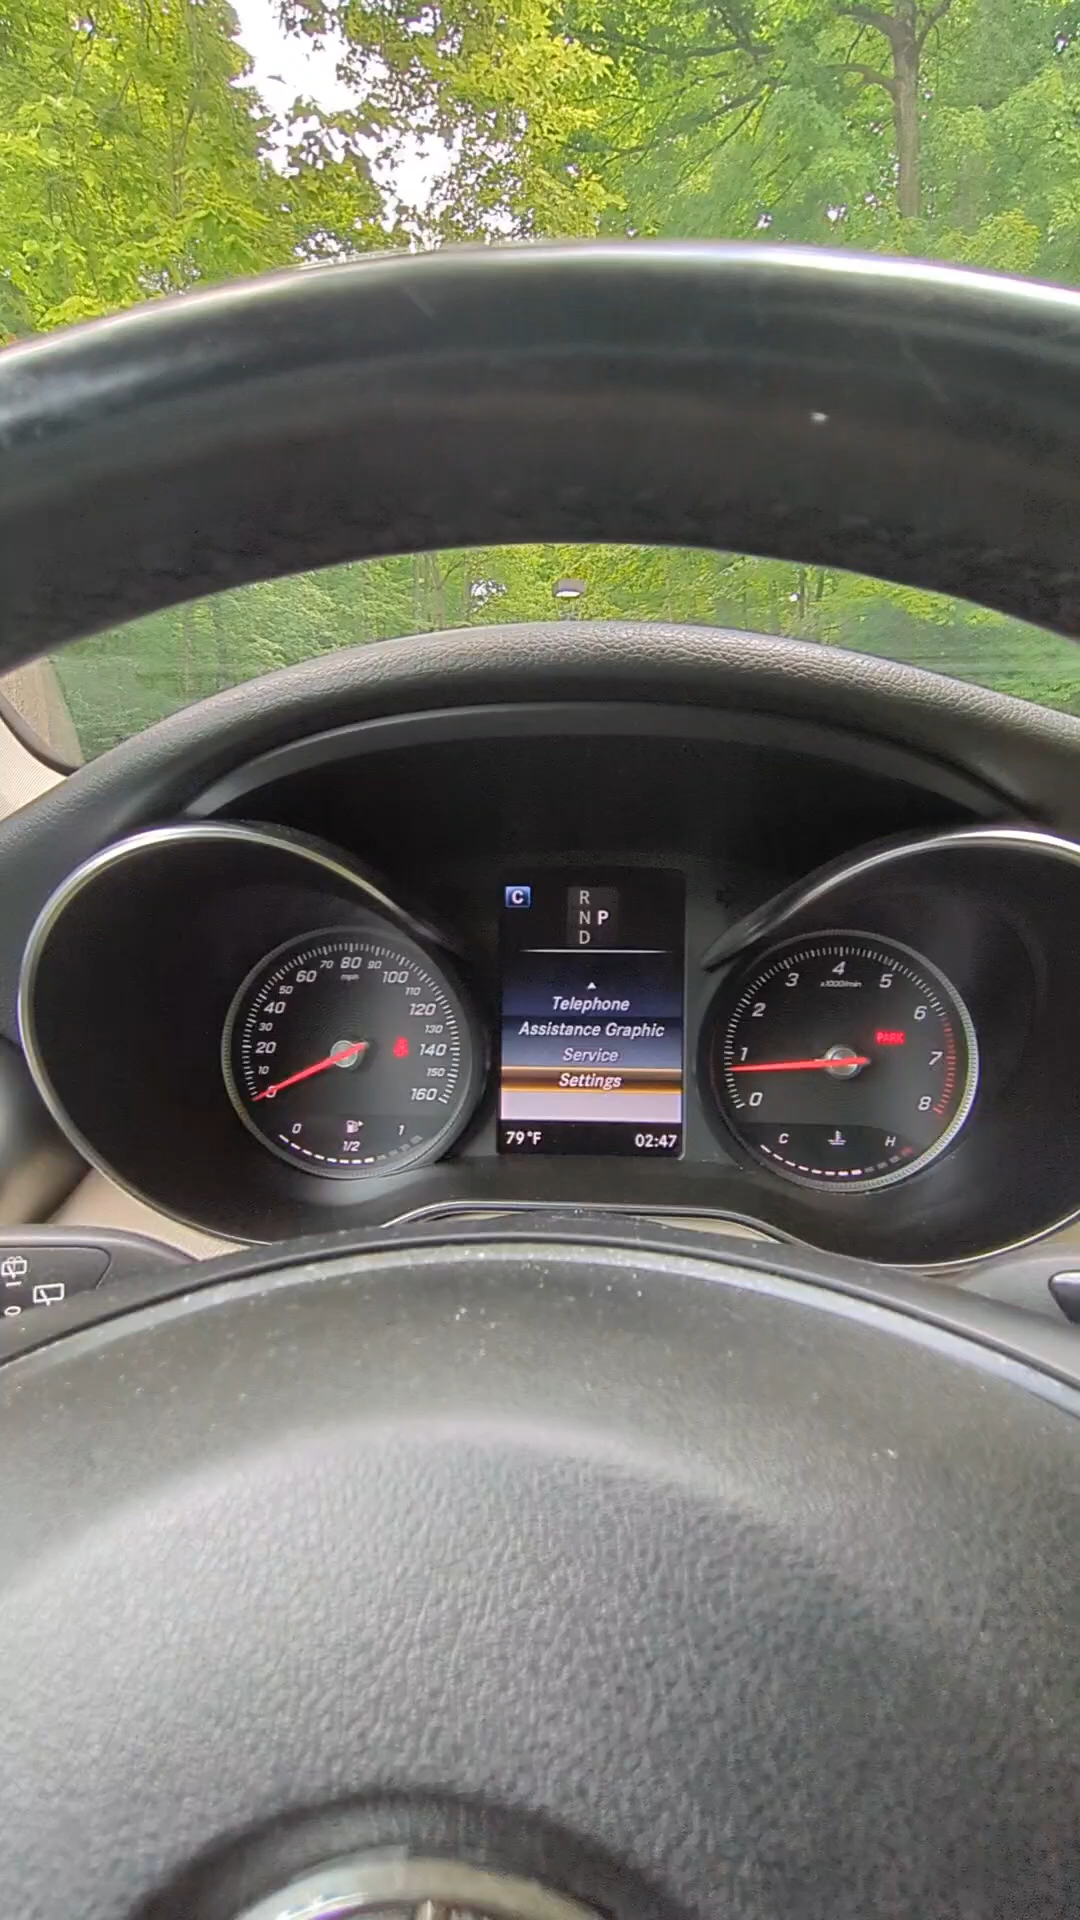 C
R
N P
D
Telephone
Assistance Graphic
Service
Settings
79°F
02:47
0
10
20
30
40
50
60
70
80
90
100
110
120
130
140
150
160
mph
0
1/2
1
0
1
2
3
4
5
6
7
8
x1000/min
PARK
C
H
0